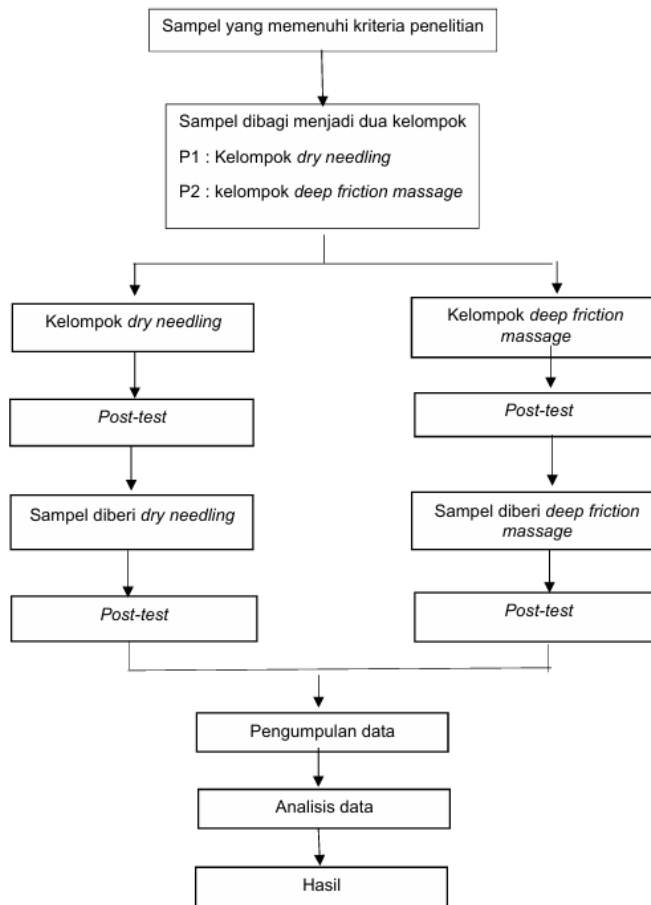 Sampel yang memenuhi kriteria penelitian
Sampel dibagi menjadi dua kelompok
P1 : Kelompok dry needling
P2 : kelompok deep friction massage
Kelompok dry needling
Kelompok deep friction
massage
Post-test
Post-test
Sampel diberi dry needling
Sampel diberi deep friction
massage
Post-test
Post-test
Pengumpulan data
Analisis data
Hasil